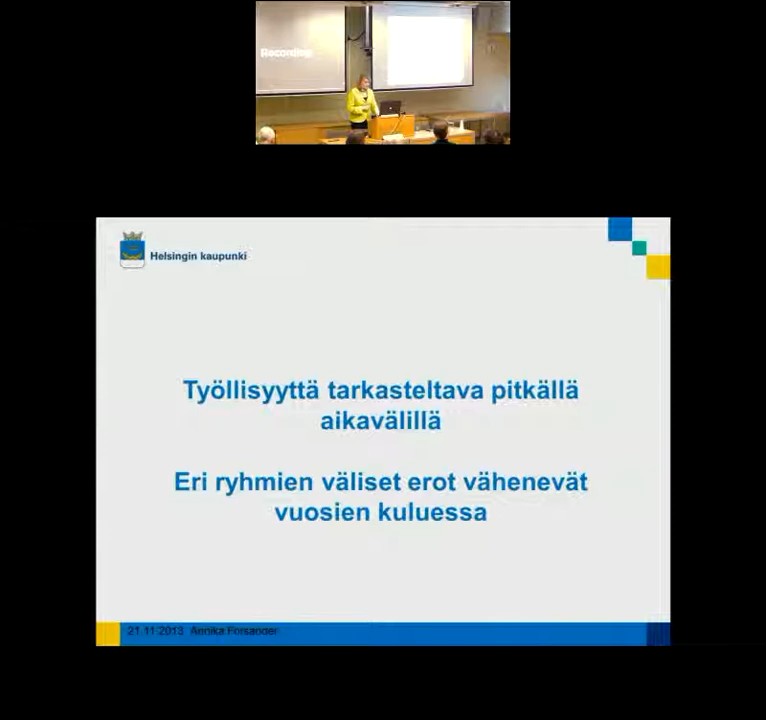 Recording
Helsingin kaupunki
Työllisyyttä tarkasteltava pitkällä
aikavälillä
Eri ryhmien väliset erot vähenevät
vuosien kuluessa
21.11.2013 Annika Forsander